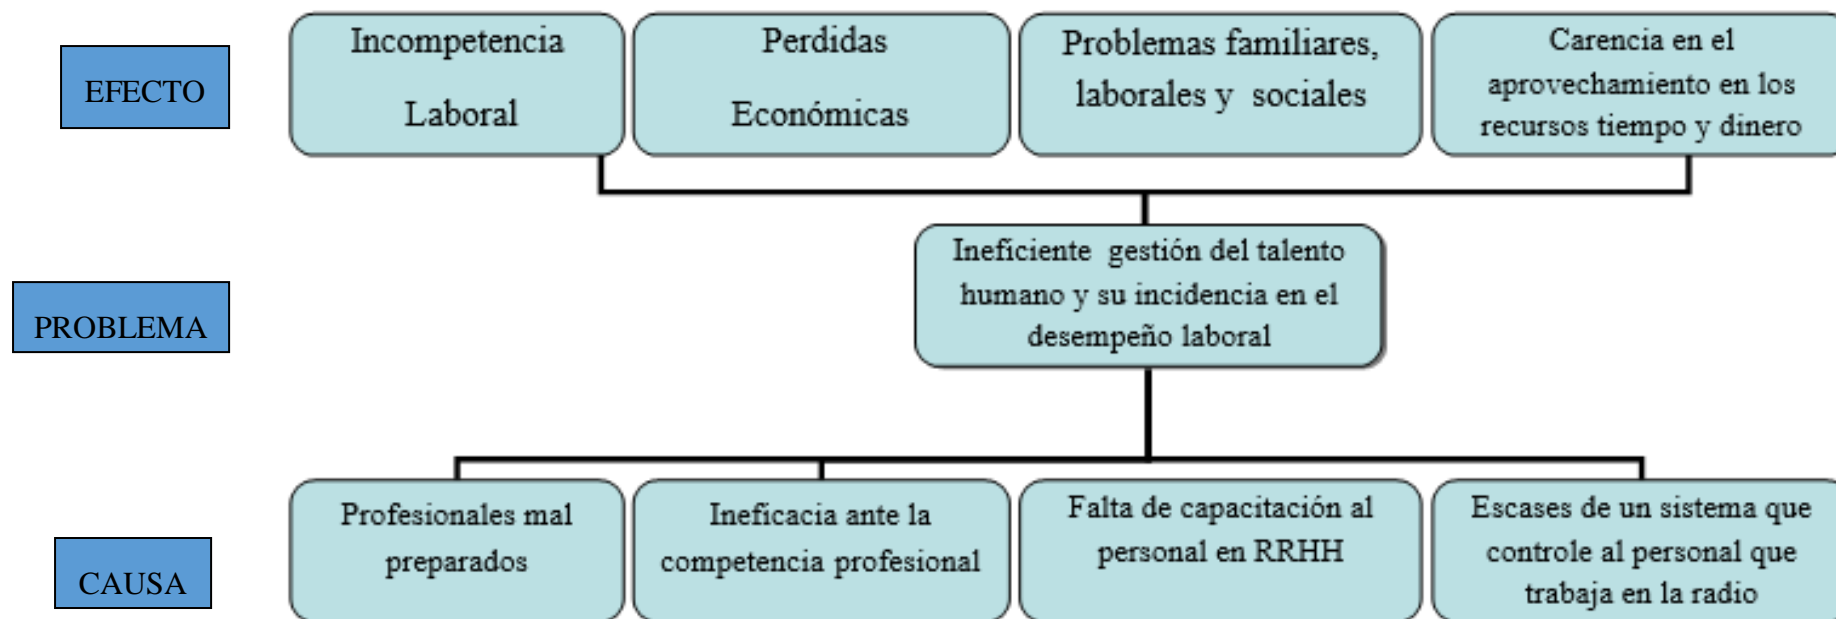 EFECTO
Incompetencia
Laboral
Perdidas
Económicas
Problemas familiares,
laborales y sociales
Carencia en el
aprovechamiento en los
recursos tiempo y dinero
PROBLEMA
Ineficiente gestión del talento
humano y su incidencia en el
desempeño laboral
CAUSA
Profesionales mal
preparados
Ineficacia ante la
competencia profesional
Falta de capacitación al
personal en RRHH
Escases de un sistema que
controle al personal que
trabaja en la radio